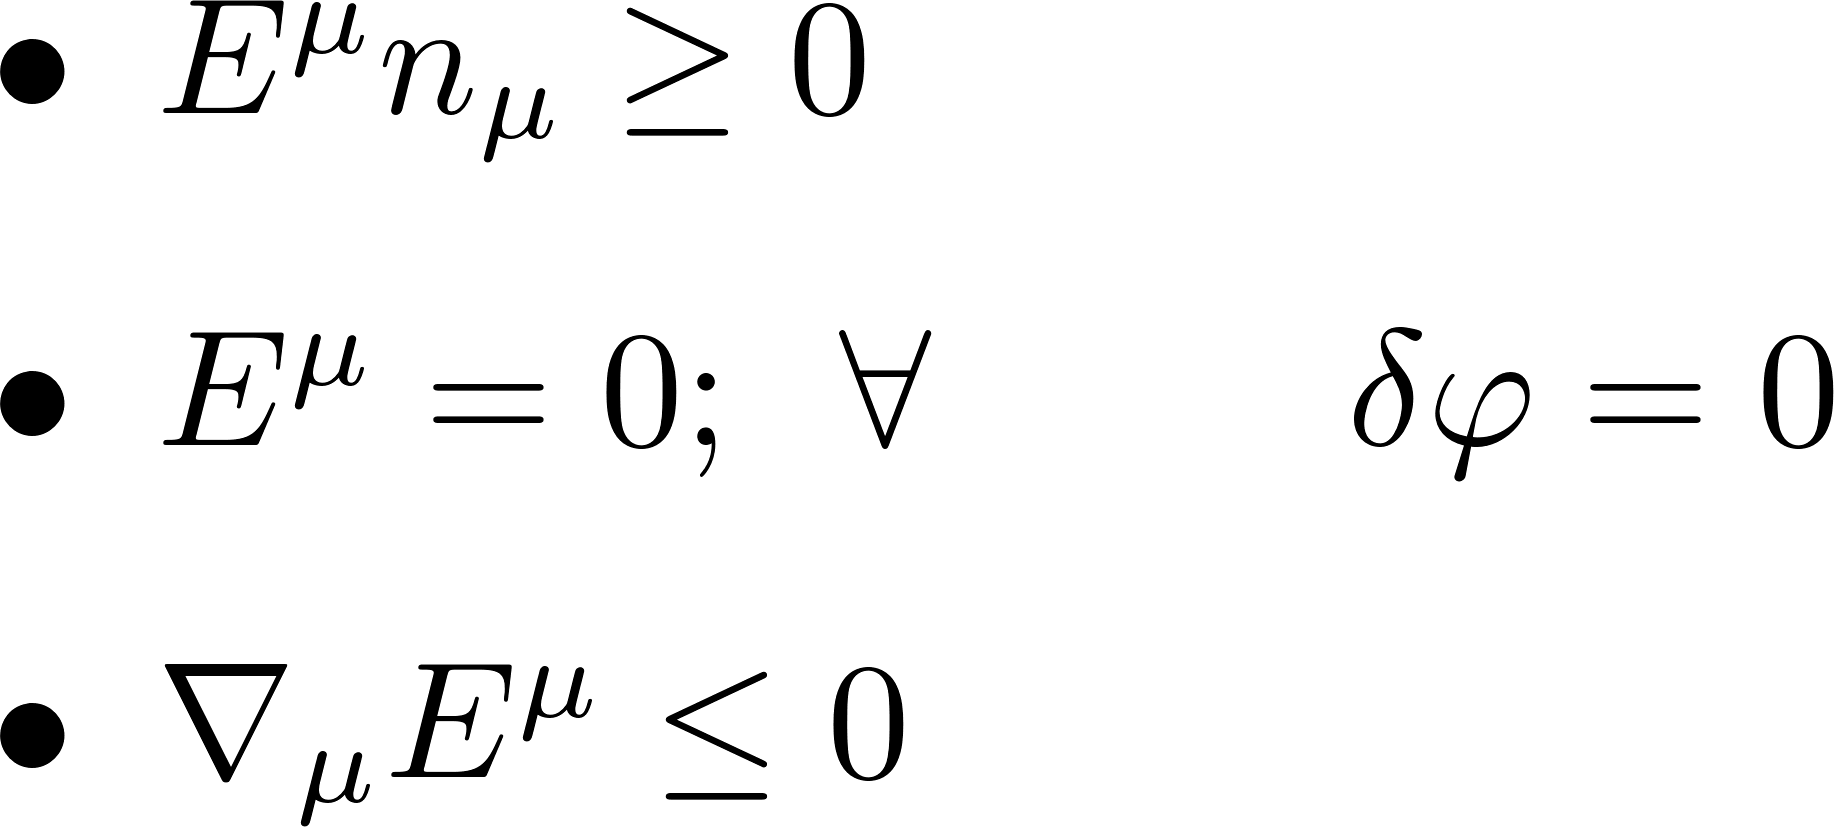 • E^μ n_μ ≥ 0
• E^μ = 0; ∀ δφ = 0
• ∇_μ E^μ ≤ 0